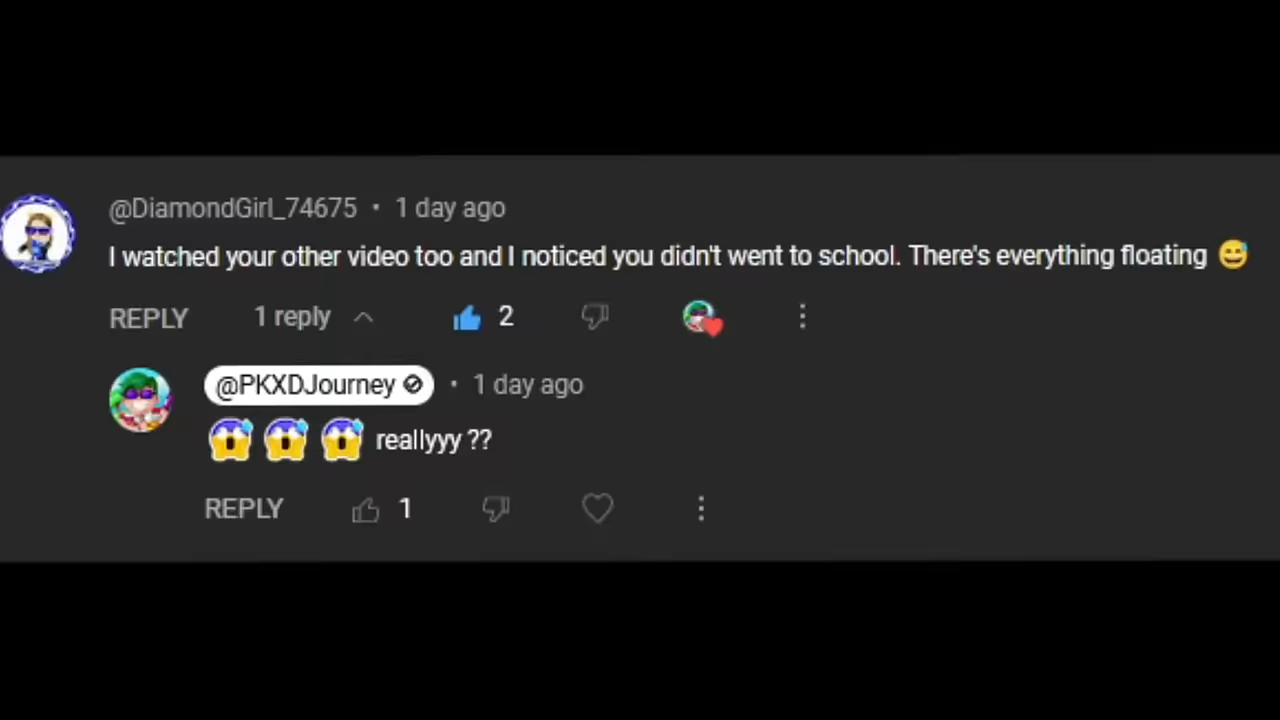 @DiamondGirl_74675 • 1 day ago
I watched your other video too and I noticed you didn't went to school. There's everything floating 😅
REPLY 1 reply 2
@PKXDJourney • 1 day ago
😱 😱 😱 reallyyy ??
REPLY 1